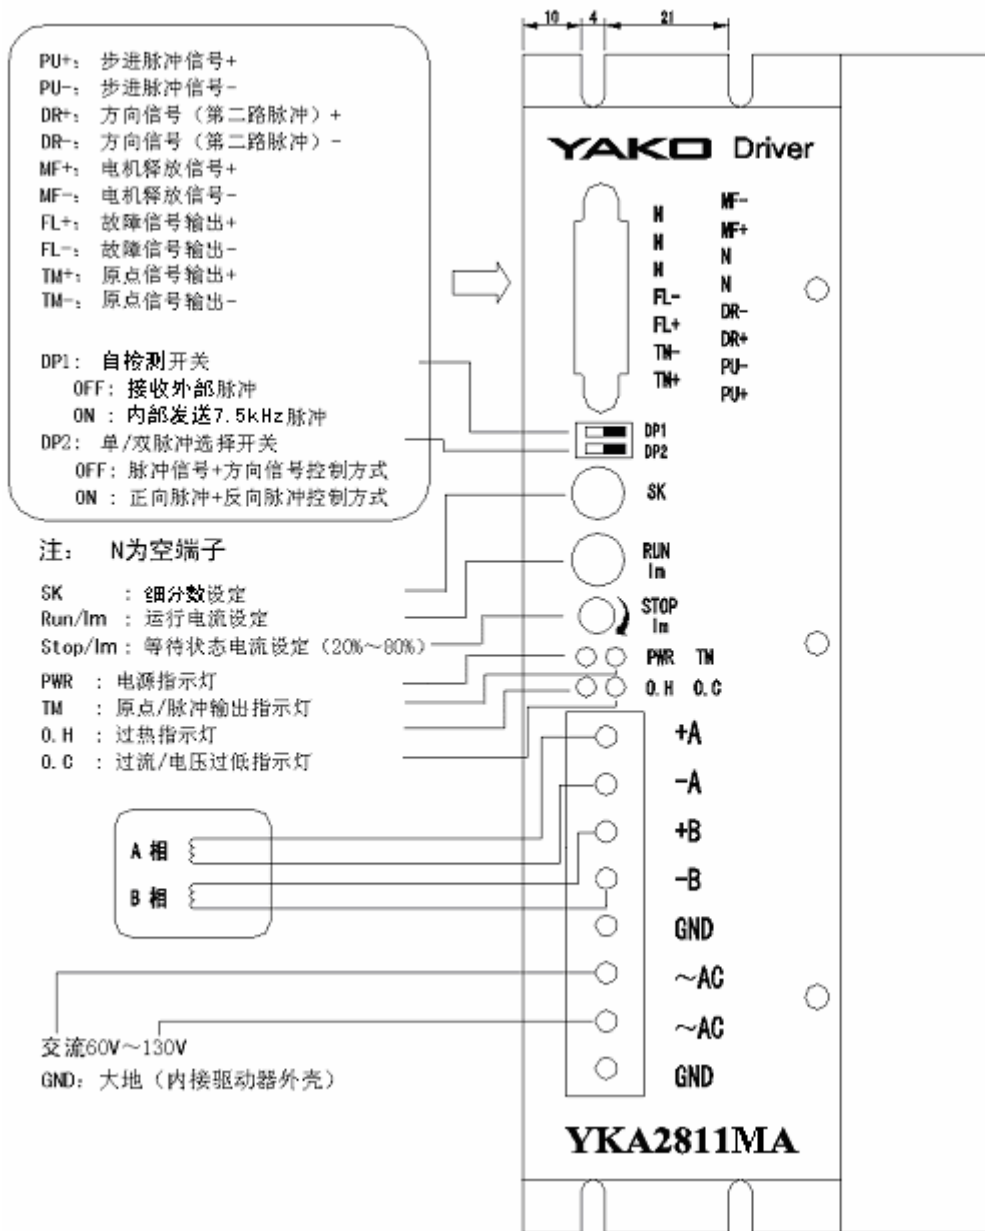 10 4 21
PU+: 步进脉冲信号+
PU-: 步进脉冲信号-
DR+: 方向信号（第二路脉冲）+
DR-: 方向信号（第二路脉冲）-
MF+: 电机释放信号+
MF-: 电机释放信号-
FL+: 故障信号输出+
FL-: 故障信号输出-
TM+: 原点信号输出+
TM-: 原点信号输出-
DP1: 自检测开关
OFF: 接收外部脉冲
ON : 内部发送7.5kHz脉冲
DP2: 单/双脉冲选择开关
OFF: 脉冲信号+方向信号控制方式
ON : 正向脉冲+反向脉冲控制方式
注： N为空端子
SK : 细分数设定
Run/Im : 运行电流设定
Stop/Im : 等待状态电流设定（20%～80%）
PWR : 电源指示灯
TM : 原点/脉冲输出指示灯
O.H : 过热指示灯
O.C : 过流/电压过低指示灯
A 相
B 相
交流60V～130V
GND: 大地（内接驱动器外壳）
YAKO Driver
N
N
N
FL-
FL+
TM-
TM+
MF-
MF+
N
N
DR-
DR+
PU-
PU+
DP1
DP2
SK
RUN
Im
STOP
Im
PWR TM
O.H O.C
+A
-A
+B
-B
GND
～AC
～AC
GND
YKA2811MA